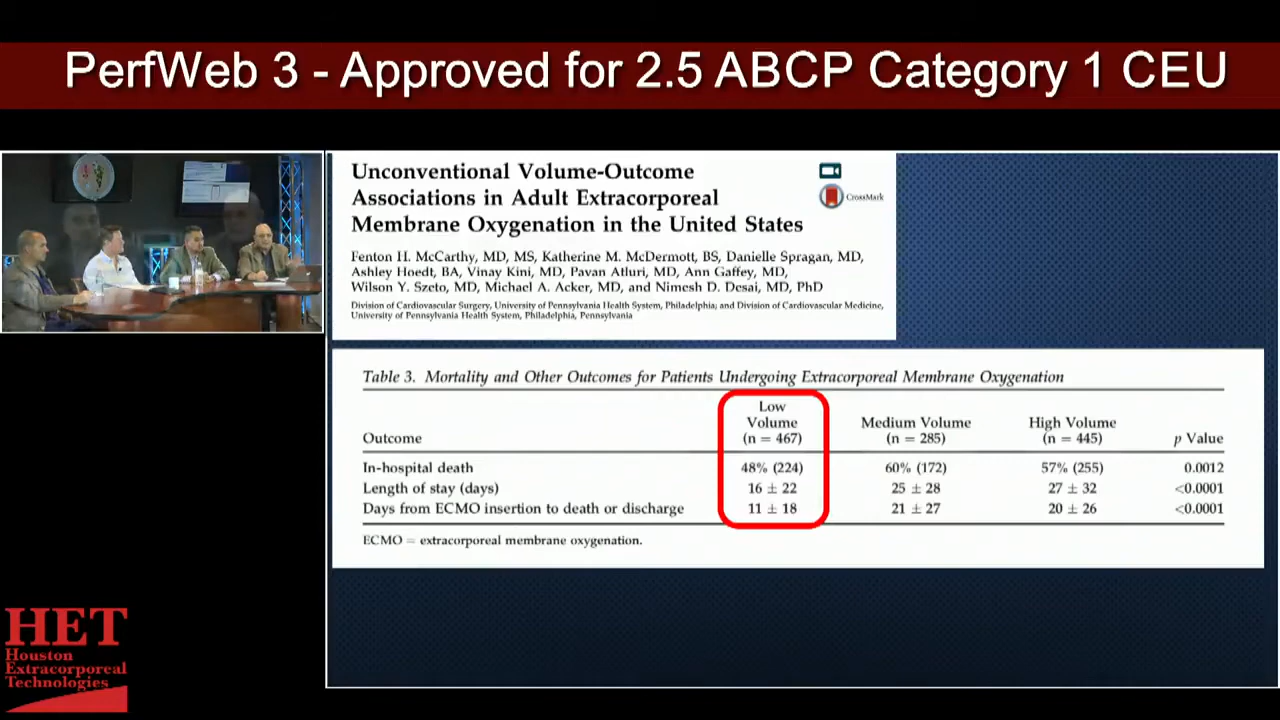 PerfWeb 3 - Approved for 2.5 ABCP Category 1 CEU
Unconventional Volume-Outcome
Associations in Adult Extracorporeal
Membrane Oxygenation in the United States
CrossMark
Fenton H. McCarthy, MD, MS, Katherine M. McDermott, BS, Danielle Spragan, MD,
Ashley Hoedt, BA, Vinay Kini, MD, Pavan Atluri, MD, Ann Gaffey, MD,
Wilson Y. Szeto, MD, Michael A. Acker, MD, and Nimesh D. Desai, MD, PhD
Division of Cardiovascular Surgery, University of Pennsylvania Health System, Philadelphia; and Division of Cardiovascular Medicine,
University of Pennsylvania Health System, Philadelphia, Pennsylvania
Table 3. Mortality and Other Outcomes for Patients Undergoing Extracorporeal Membrane Oxygenation
Outcome Low Volume (n = 467) Medium Volume (n = 285) High Volume (n = 445) p Value
In-hospital death 48% (224) 60% (172) 57% (255) 0.0012
Length of stay (days) 16 ± 22 25 ± 28 27 ± 32 <0.0001
Days from ECMO insertion to death or discharge 11 ± 18 21 ± 27 20 ± 26 <0.0001
ECMO = extracorporeal membrane oxygenation.
HET
Houston
Extracorporeal
Technologies